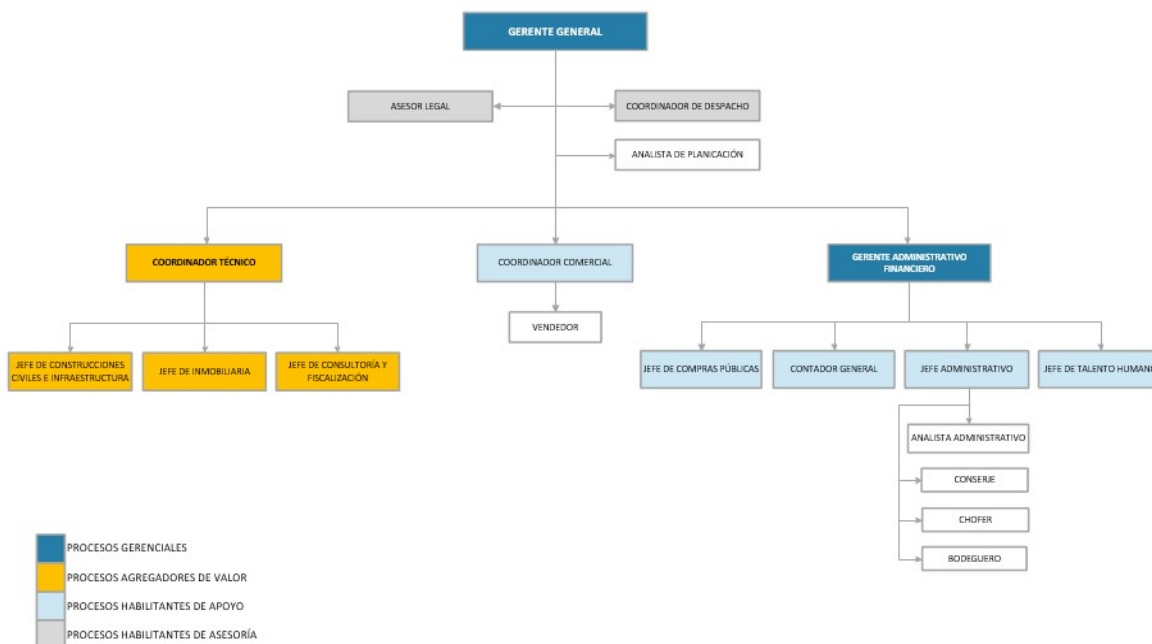 GERENTE GENERAL
ASESOR LEGAL
COORDINADOR DE DESPACHO
ANALISTA DE PLANICACIÓN
COORDINADOR TÉCNICO
COORDINADOR COMERCIAL
GERENTE ADMINISTRATIVO
FINANCIERO
VENDEDOR
JEFE DE CONSTRUCCIONES
CIVILES E INFRAESTRUCTURA
JEFE DE INMOBILIARIA
JEFE DE CONSULTORÍA Y
FISCALIZACIÓN
JEFE DE COMPRAS PÚBLICAS
CONTADOR GENERAL
JEFE ADMINISTRATIVO
JEFE DE TALENTO HUMANO
ANALISTA ADMINISTRATIVO
CONSERJE
CHOFER
BODEGUERO
PROCESOS GERENCIALES
PROCESOS AGREGADORES DE VALOR
PROCESOS HABILITANTES DE APOYO
PROCESOS HABILITANTES DE ASESORÍA